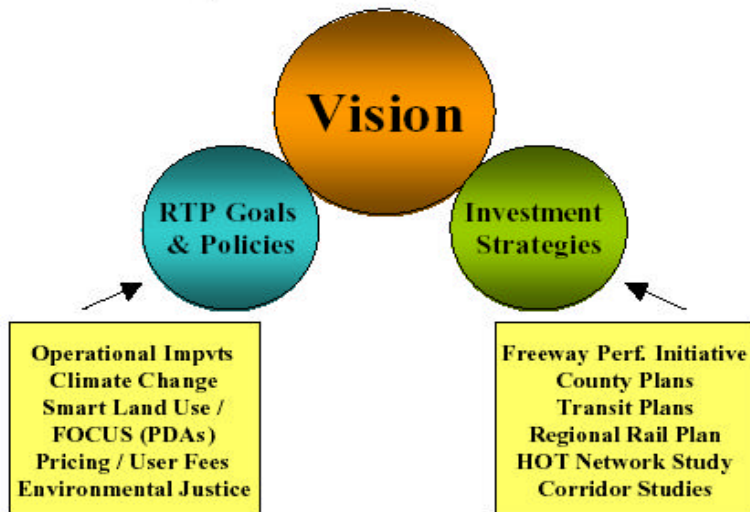 Vision
RTP Goals
& Policies
Investment
Strategies
Operational Impvts
Climate Change
Smart Land Use /
FOCUS (PDAs)
Pricing / User Fees
Environmental Justice
Freeway Perf. Initiative
County Plans
Transit Plans
Regional Rail Plan
HOT Network Study
Corridor Studies